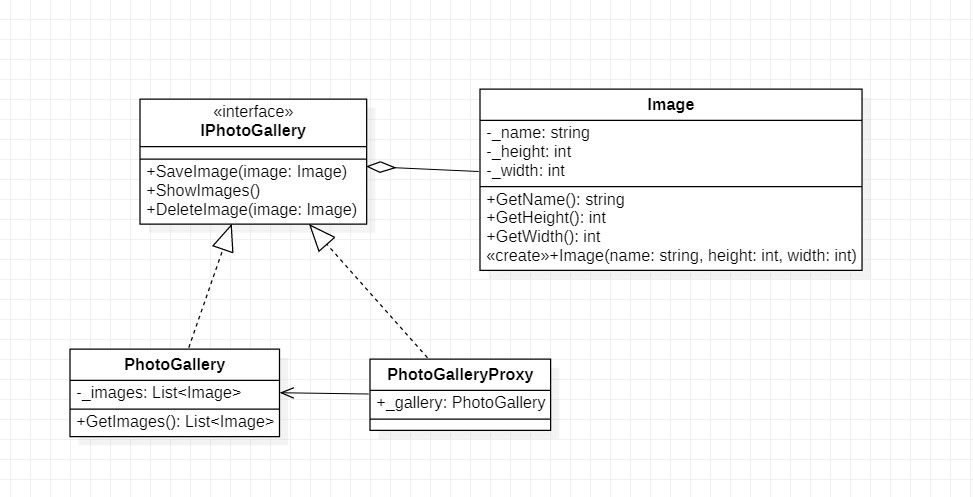 «interface»
IPhotoGallery
+SaveImage(image: Image)
+ShowImages()
+DeleteImage(image: Image)
Image
-_name: string
-_height: int
-_width: int
+GetName(): string
+GetHeight(): int
+GetWidth(): int
«create»+Image(name: string, height: int, width: int)
PhotoGallery
-_images: List<Image>
+GetImages(): List<Image>
PhotoGalleryProxy
+_gallery: PhotoGallery